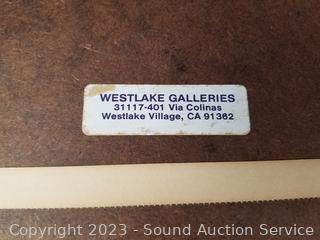 WESTLAKE GALLERIES
31117-401 Via Colinas
Westlake Village, CA 91362
Copyright 2023 - Sound Auction Service